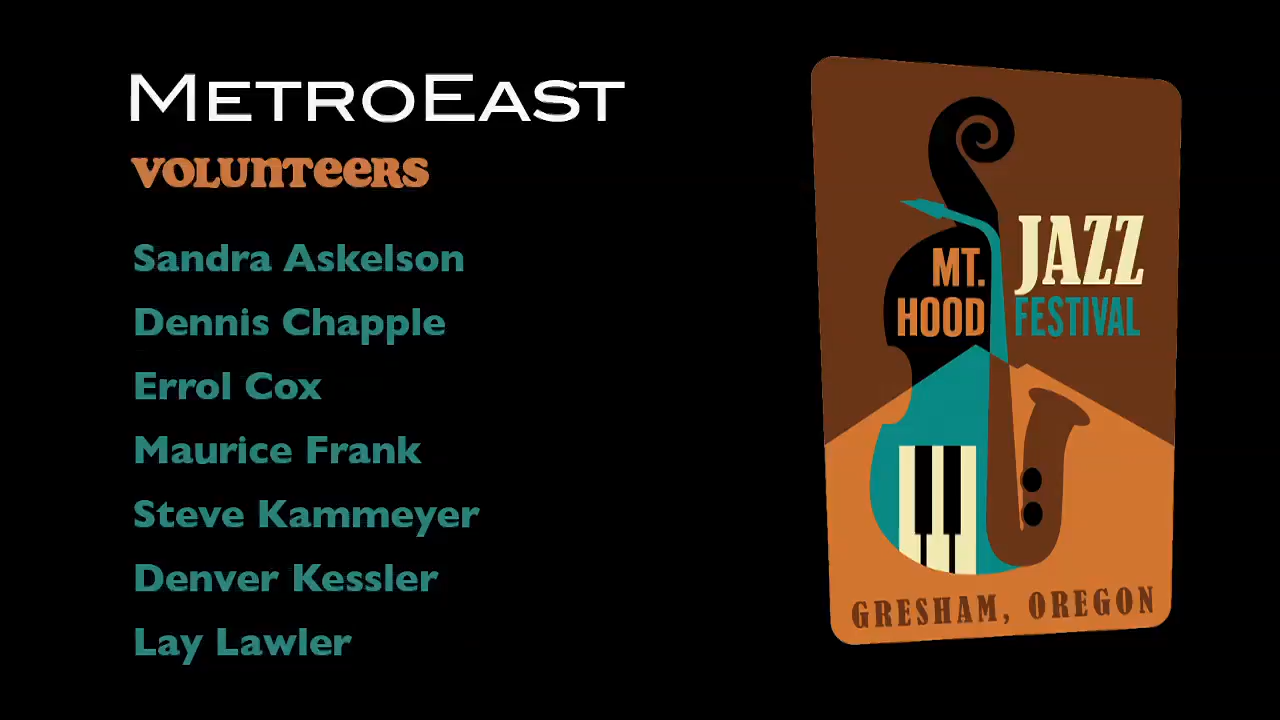 MetroEast
VOLUNTEERS
Sandra Askelson
Dennis Chapple
Errol Cox
Maurice Frank
Steve Kammeyer
Denver Kessler
Lay Lawler
MT.
HOOD
JAZZ
FESTIVAL
GRESHAM, OREGON